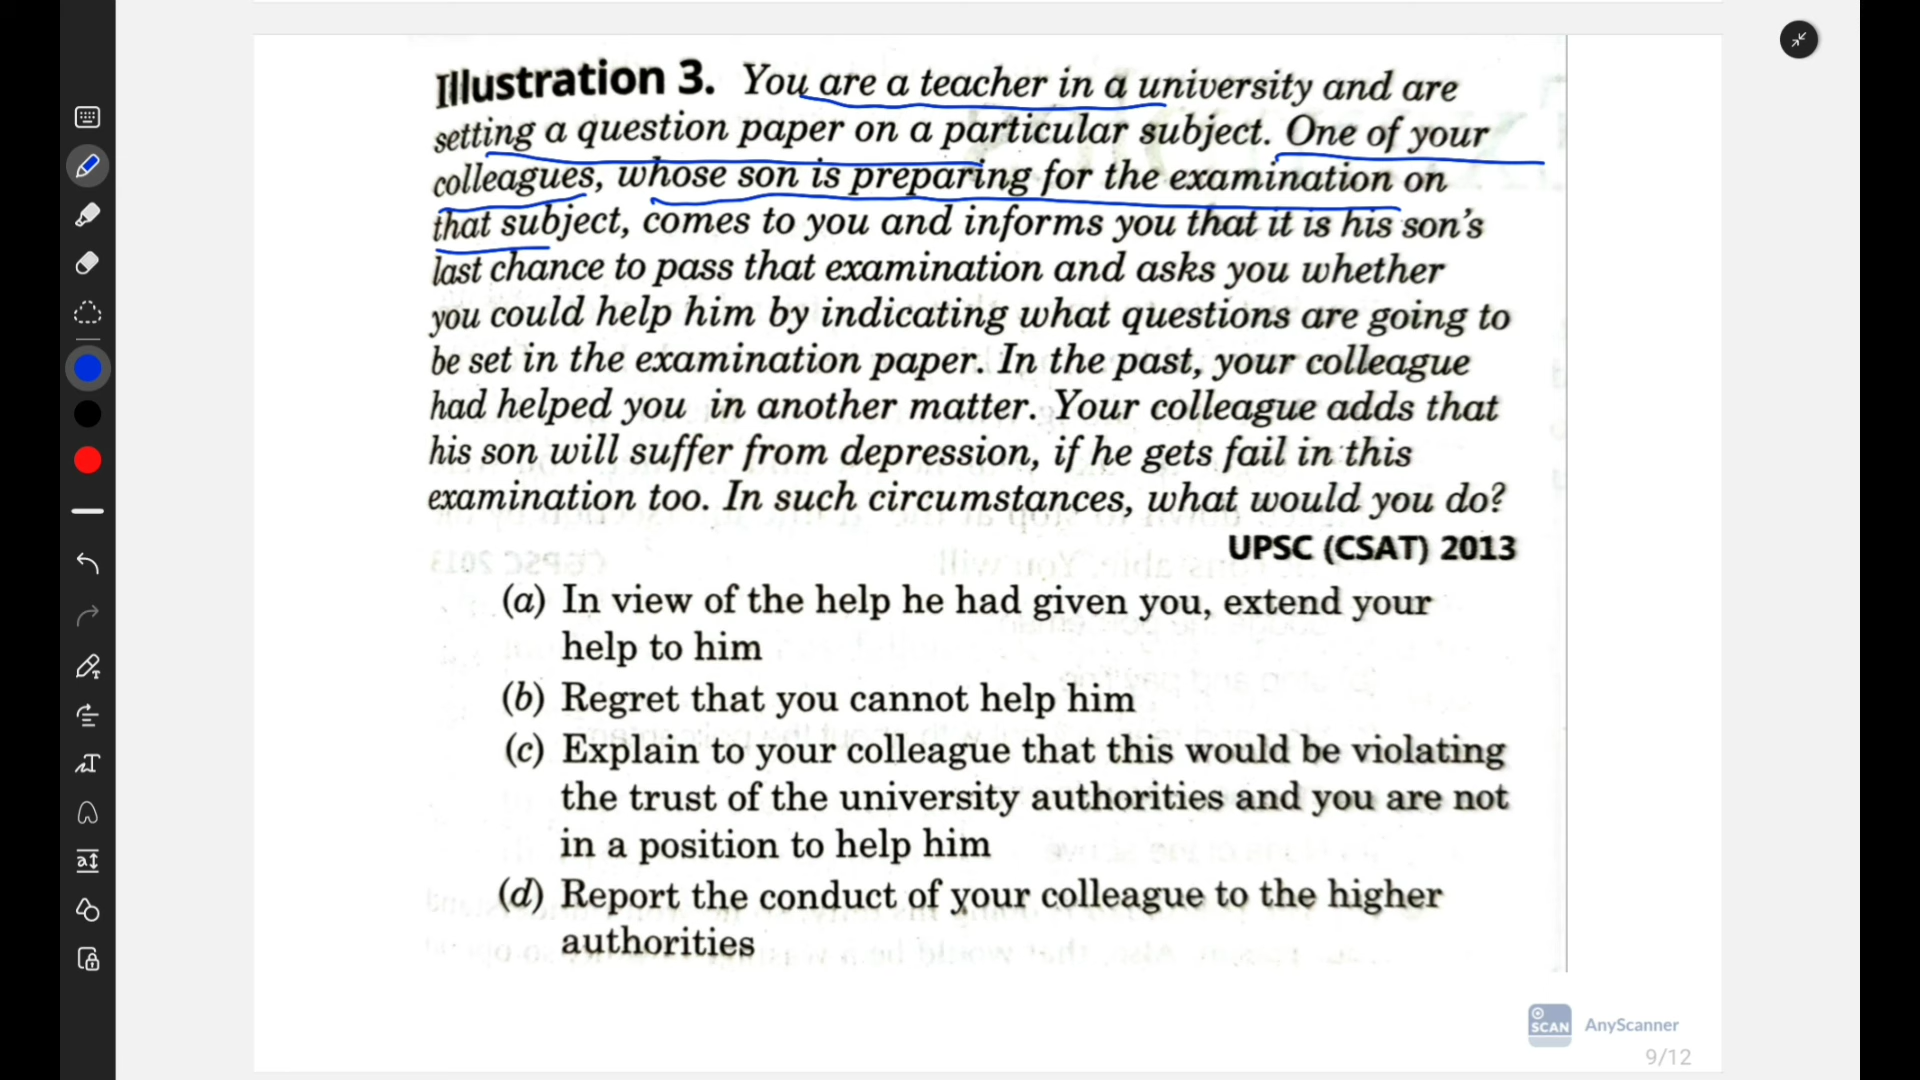 Illustration 3. You are a teacher in a university and are
setting a question paper on a particular subject. One of your
colleagues, whose son is preparing for the examination on
that subject, comes to you and informs you that it is his son's
last chance to pass that examination and asks you whether
you could help him by indicating what questions are going to
be set in the examination paper. In the past, your colleague
had helped you in another matter. Your colleague adds that
his son will suffer from depression, if he gets fail in this
examination too. In such circumstances, what would you do?
UPSC (CSAT) 2013
(a) In view of the help he had given you, extend your
help to him
(b) Regret that you cannot help him
(c) Explain to your colleague that this would be violating
the trust of the university authorities and you are not
in a position to help him
(d) Report the conduct of your colleague to the higher
authorities
SCAN AnyScanner
9/12